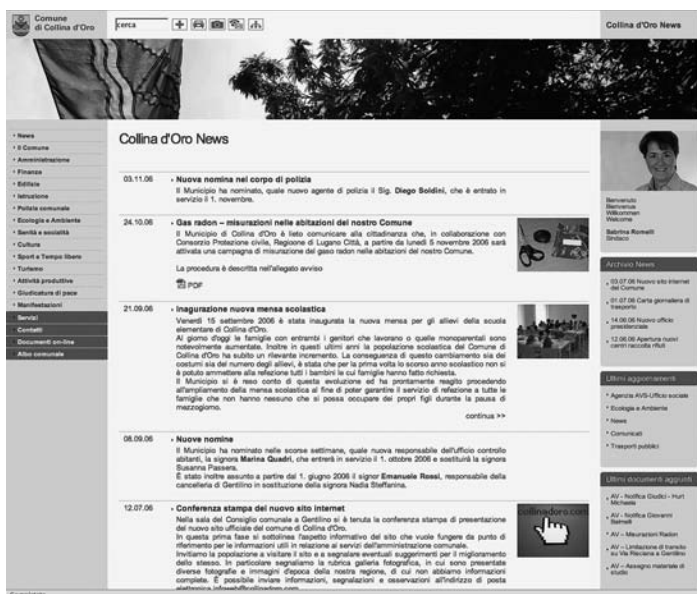 Comune
di Collina d'Oro
cerca
Collina d'Oro News
News
Il Comune
Amministrazione
Finanze
Edilizia
Istruzione
Polizia comunale
Ecologia e Ambiente
Sanità e socialità
Cultura
Sport e Tempo libero
Turismo
Attività produttive
Giudicatura di pace
Manifestazioni
Servizi
Contatti
Documenti on-line
Albo comunale
Collina d'Oro News
03.11.06
Nuova nomina nel corpo di polizia
Il Municipio ha nominato, quale nuovo agente di polizia il Sig. Diego Soldini, che è entrato in
servizio il 1. novembre.
24.10.06
Gas radon – misurazioni nelle abitazioni del nostro Comune
Il Municipio di Collina d'Oro è lieto comunicare alla cittadinanza che, in collaborazione con
Consorzio Protezione civile, Regione di Lugano Città, a partire da lunedì 5 novembre 2006 sarà
attivata una campagna di misurazione del gaso radon nelle abitazioni del nostro Comune.
La procedura è descritta nell'allegato avviso
PDF
21.09.06
Inagurazione nuova mensa scolastica
Venerdì 15 settembre 2006 è stata inaugurata la nuova mensa per gli allievi della scuola
elementare di Collina d'Oro.
Al giorno d'oggi le famiglie con entrambi i genitori che lavorano o quelle monoparentali sono
notevolmente aumentate. Inoltre in questi ultimi anni la popolazione scolastica del Comune di
Collina d'Oro ha subito un rilevante incremento. La conseguenza di questo cambiamento sia dei
costumi sia del numero degli allievi, è stata che per la prima volta lo scorso anno scolastico non si
è potuto ammettere alla refezione tutti i bambini le cui famiglie hanno fatto richiesta.
Il Municipio si è reso conto di questa evoluzione ed ha prontamente reagito procedendo
all'ampliamento della mensa scolastica al fine di poter garantire il servizio di refezione a tutte le
famiglie che non hanno nessuno che si possa occupare dei propri figli durante la pausa di
mezzogiorno.
continua >>
08.09.06
Nuove nomine
Il Municipio ha nominato nelle scorse settimane, quale nuova responsabile dell'ufficio controllo
abitanti, la signora Marina Quadri, che entrerà in servizio il 1. ottobre 2006 e sostituirà la signora
Susanna Passera.
È stato inoltre assunto a partire dal 1. giugno 2006 il signor Emanuele Rossi, responsabile della
cancelleria di Gentilino in sostituzione della signora Nadia Steffanina.
12.07.06
Conferenza stampa del nuovo sito internet
Nella sala del Consiglio comunale a Gentilino si è tenuta la conferenza stampa di presentazione
del nuovo sito ufficiale del comune di Collina d'Oro.
In questa prima fase si sottolinea l'aspetto informativo del sito che vuole fungere da punto di
riferimento per le informazioni utili in relazione ai servizi dell'amministrazione comunale.
Invitiamo la popolazione a visitare il sito e a segnalare eventuali suggerimenti per il miglioramento
dello stesso. In particolare segnaliamo la rubrica galleria fotografica, in cui sono presentate
diverse fotografie e immagini d'epoca della nostra regione, di cui non abbiamo informazioni
complete. È possibile inviare informazioni, segnalazioni e osservazioni all'indirizzo di posta
collinadoro.com
Benvenuto
Bienvenus
Willkommen
Welcome
Sabrina Romelli
Sindaco
Archivio News
03.07.06 Nuovo sito internet
del Comune
01.07.06 Carta giornaliera di
trasporto
14.06.06 Nuovo ufficio
presidenziale
12.06.06 Apertura nuovi
centri raccolta rifiuti
Ultimi aggiornamenti
Agenzia AVS-Ufficio sociale
Ecologia e Ambiente
News
Comunicati
Trasporti pubblici
Ultimi documenti aggiunti
AV - Notifica Giudici - Hurt
Michele
AV - Notifica Giovanni
AV – Misurazioni Radon
AV – Limitazione di transito
su Via Reciana a Gentilino
AV – Assegno materiale di
studio